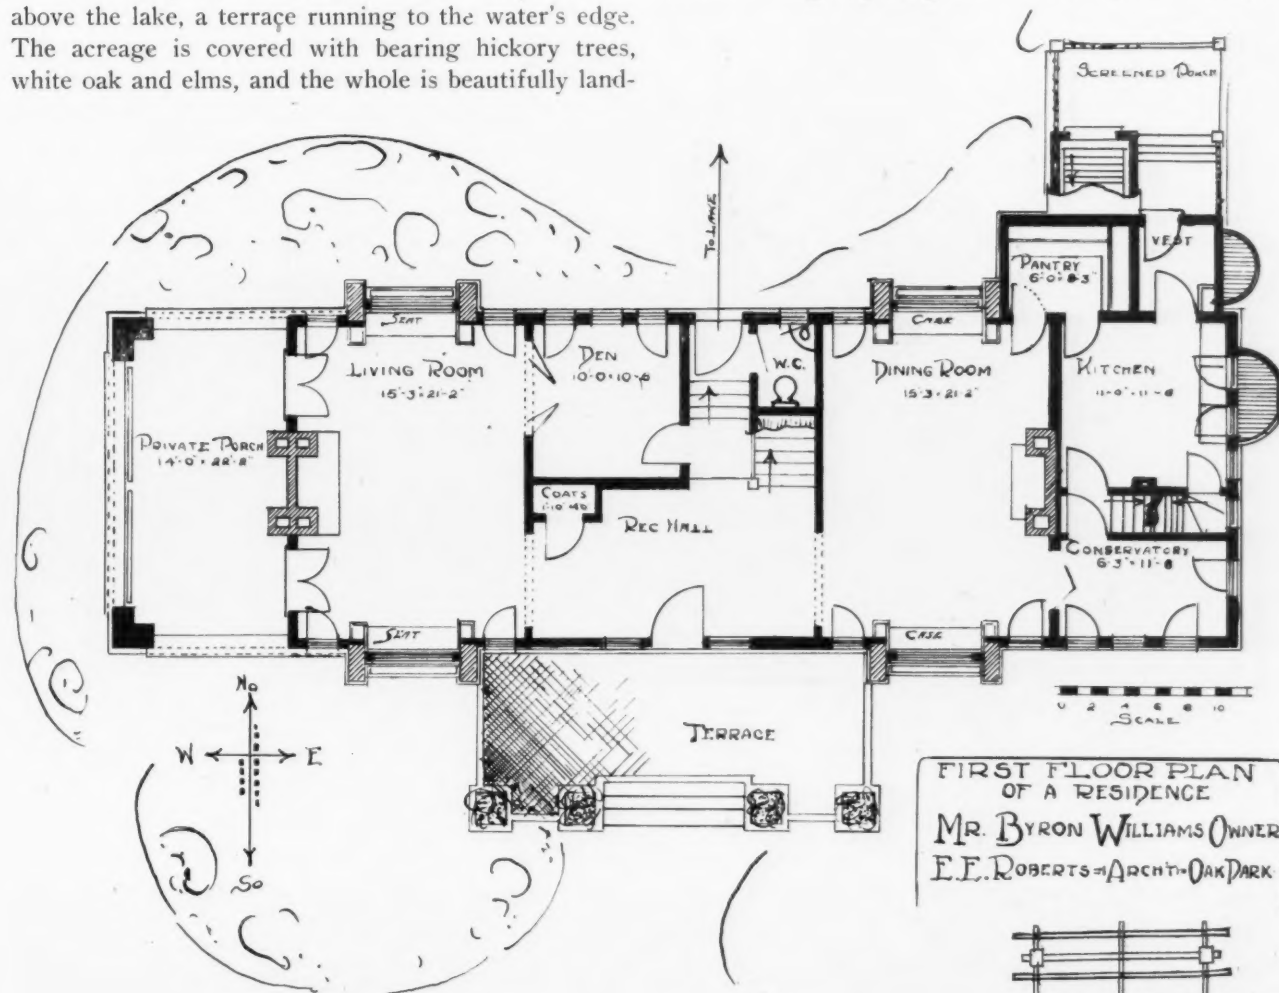 above the lake, a terrace running to the water's edge.
The acreage is covered with bearing hickory trees,
white oak and elms, and the whole is beautifully land-
SCREENED PORCH
TO LAKE
VEST
PANTRY
6'-0" × 8'-3"
SEAT
CASE
LIVING ROOM
15'-3" × 21'-2"
DEN
10'-0" × 10'-6"
W.C.
DINING ROOM
15'-3" × 21'-2"
KITCHEN
PRIVATE PORCH
14'-0" × 22'-2"
COATS
REC HALL
CONSERVATORY
6'-3" × 11'-8"
SEAT
CASE
TERRACE
No
W E
So
0 2 4 6 8 10
SCALE
FIRST FLOOR PLAN
OF A RESIDENCE
MR. BYRON WILLIAMS OWNER
E.E. ROBERTS = ARCH'T = OAK PARK